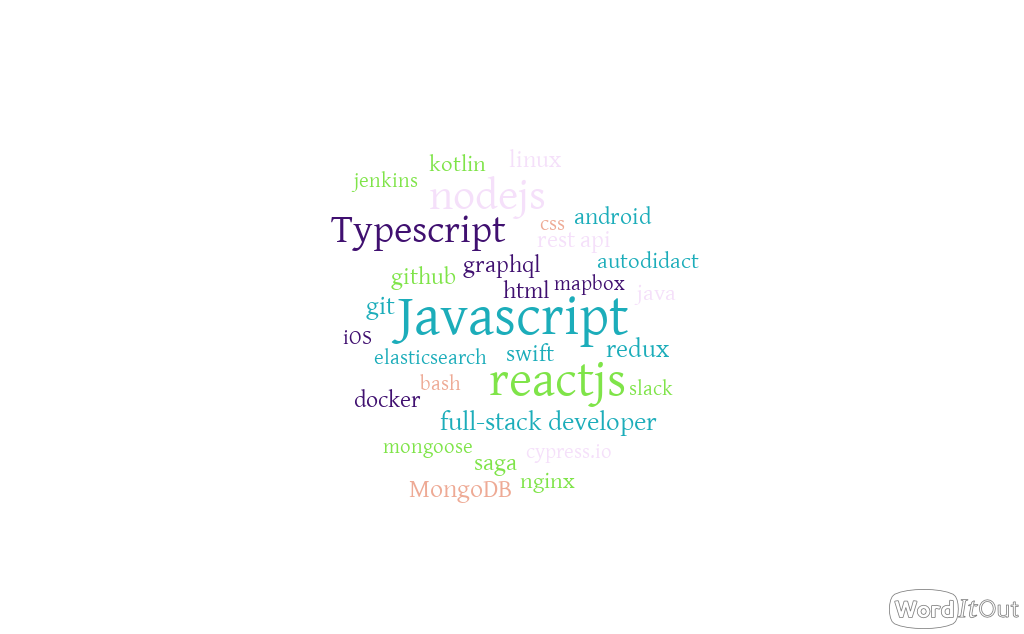 linux
kotlin
jenkins
nodejs
Typescript
css
android
rest api
graphql
autodidact
github
html
mapbox
java
git
Javascript
iOS
elasticsearch
swift
redux
bash
reactjs
slack
docker
full-stack developer
mongoose
cypress.io
saga
MongoDB
nginx
WordItOut